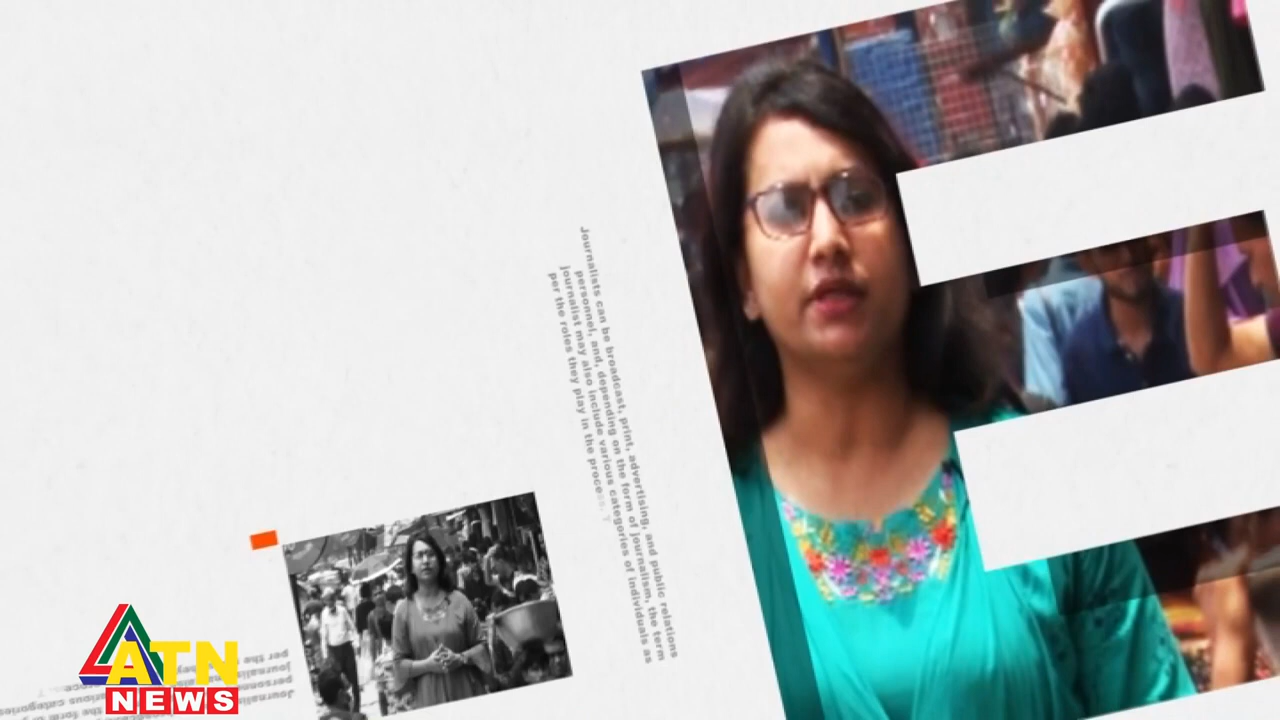 Journalists can be broadcast, print, advertising, and public relations
personnel, and, depending on the form of journalism, the term
journalist may also include various categories of individuals as
per the roles they play in the process.
E
ATN
NEWS